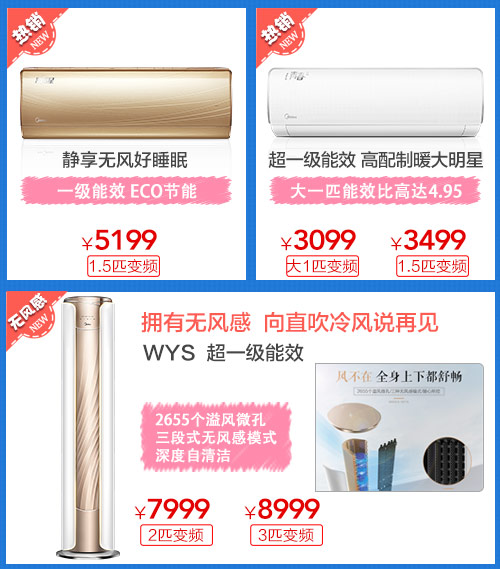 热销
NEW
Midea
静享无风好睡眠
一级能效 ECO节能
¥5199
1.5匹变频
热销
NEW
Midea
超一级能效 高配制暖大明星
大一匹能效比高达4.95
¥3099 ¥3499
大1匹变频 1.5匹变频
无风感
NEW
拥有无风感 向直吹冷风说再见
WYS 超一级能效
风不在 全身上下都舒畅
2655个溢风微孔
三段式无风感模式
深度自清洁
¥7999 ¥8999
2匹变频 3匹变频